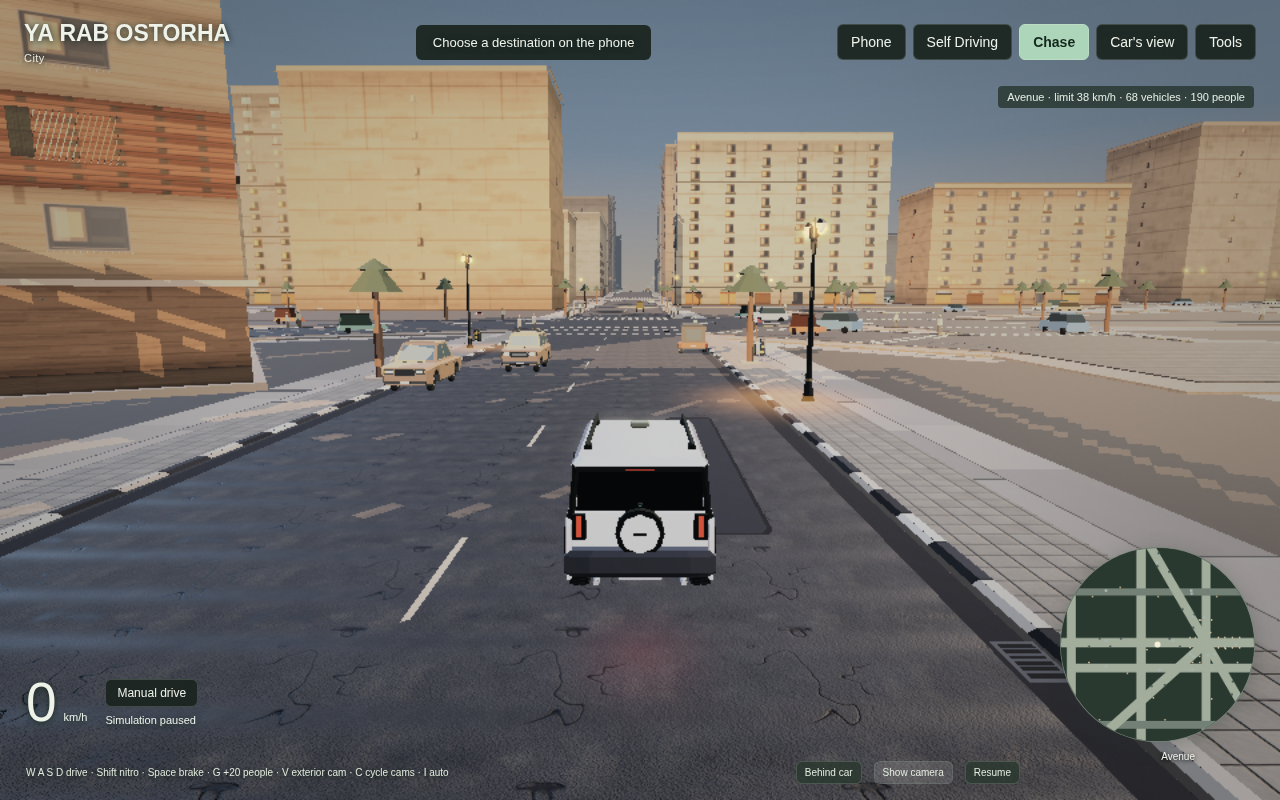 YA RAB OSTORHA
City
Choose a destination on the phone
Phone
Self Driving
Chase
Car's view
Tools
Avenue · limit 38 km/h · 68 vehicles · 190 people
0 km/h
Manual drive
Simulation paused
W A S D drive · Shift nitro · Space brake · G +20 people · V exterior cam · C cycle cams · I auto
Behind car
Show camera
Resume
Avenue